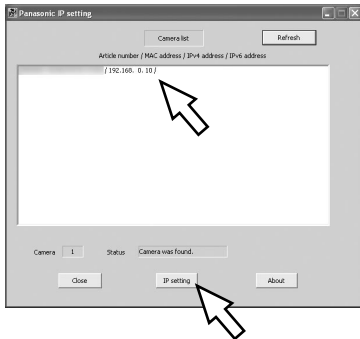 Panasonic IP setting
Camera list
Refresh
Article number / MAC address / IPv4 address / IPv6 address
/ 192.168. 0. 10 /
Camera 1 Status Camera was found.
Close IP setting About